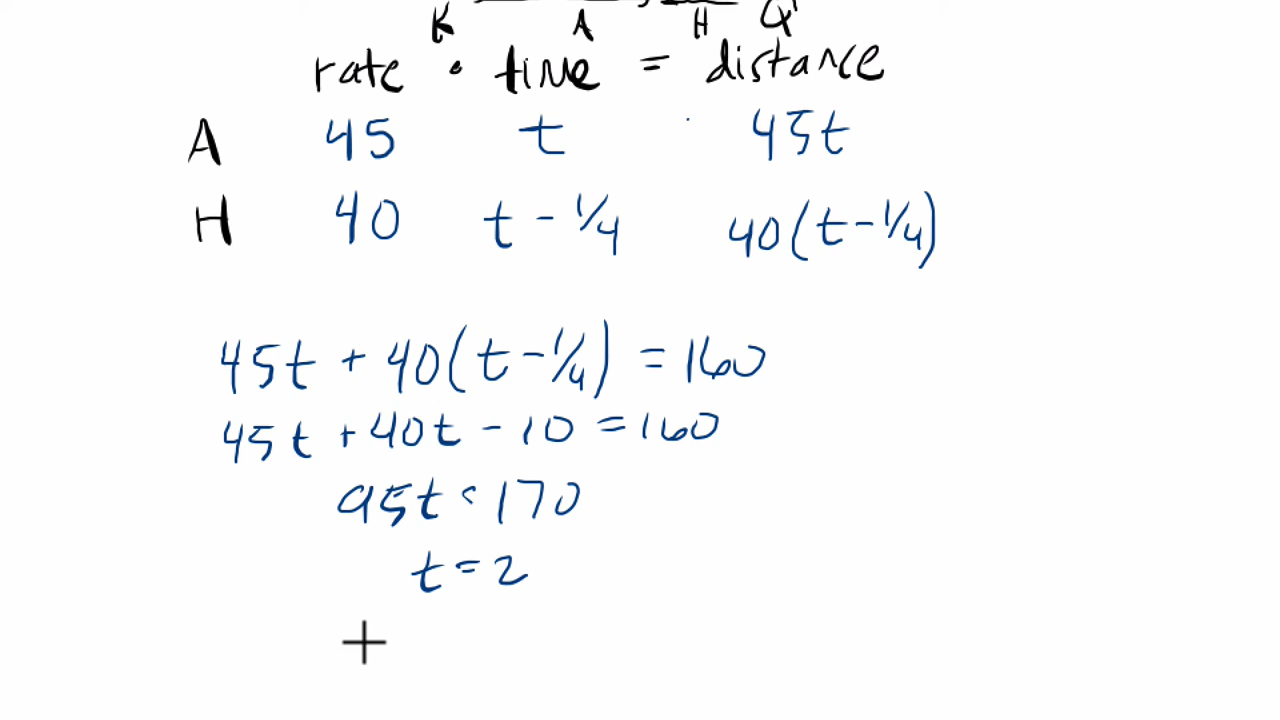 K A H Q
rate • time = distance
A 45 t 45t
H 40 t - 1/4 40(t - 1/4)
45t + 40(t - 1/4) = 160
45t + 40t - 10 = 160
95t = 170
t = 2